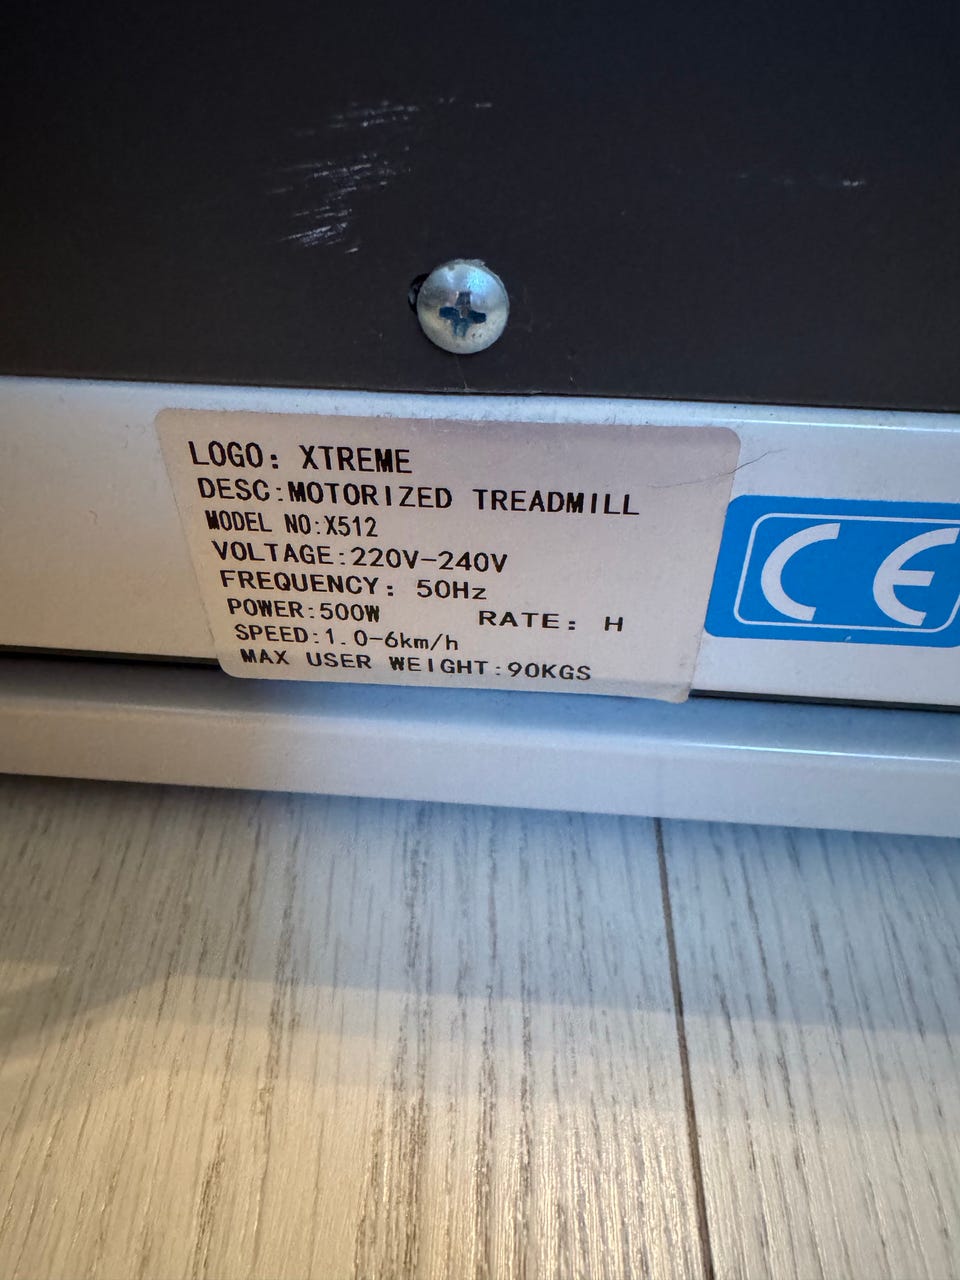 LOGO: XTREME
DESC:MOTORIZED TREADMILL
MODEL NO:X512
VOLTAGE:220V-240V
FREQUENCY: 50Hz
POWER:500W RATE: H
SPEED:1.0-6km/h
MAX USER WEIGHT:90KGS
CE